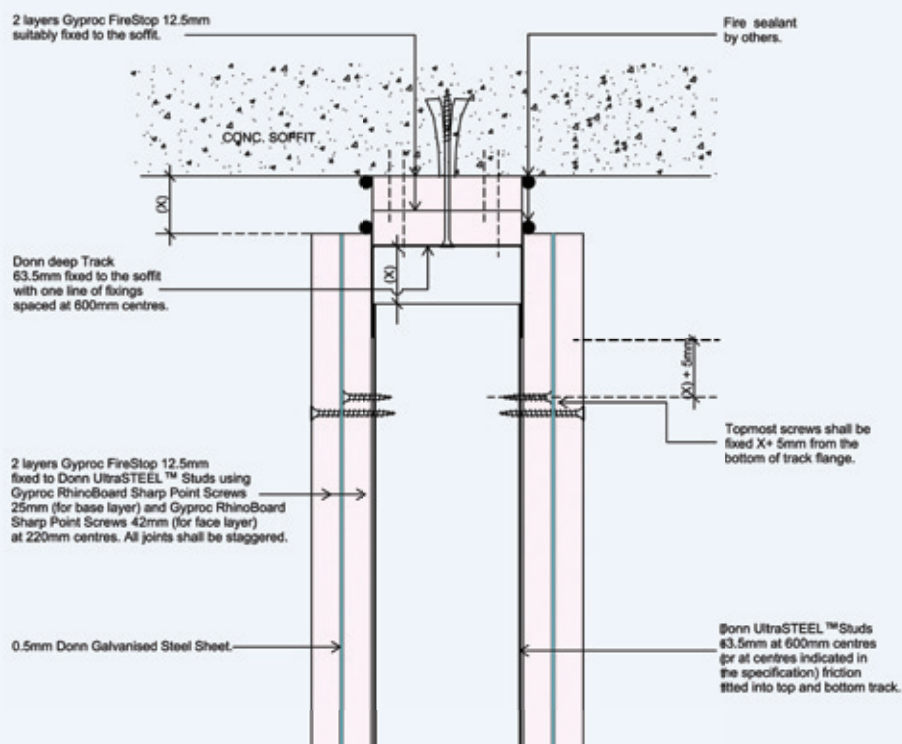 2 layers Gyproc FireStop 12.5mm
suitably fixed to the soffit.
Fire sealant
by others.
CONC. SOFFIT
(X)
Donn deep Track
63.5mm fixed to the soffit
with one line of fixings
spaced at 600mm centres.
(X)
(X) + 5mm
Topmost screws shall be
fixed X+ 5mm from the
bottom of track flange.
2 layers Gyproc FireStop 12.5mm
fixed to Donn UltraSTEEL™ Studs using
Gyproc RhinoBoard Sharp Point Screws
25mm (for base layer) and Gyproc RhinoBoard
Sharp Point Screws 42mm (for face layer)
at 220mm centres. All joints shall be staggered.
0.5mm Donn Galvanised Steel Sheet.
Donn UltraSTEEL™Studs
63.5mm at 600mm centres
(or at centres indicated in
the specification) friction
fitted into top and bottom track.